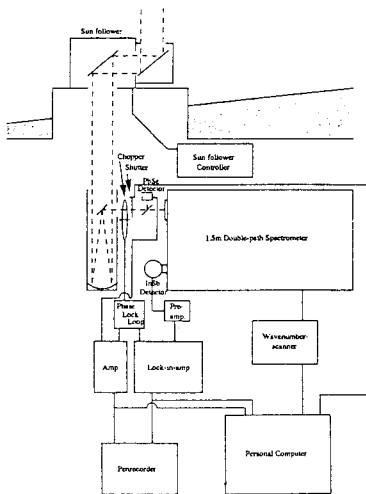 Sun follower
Sun follower
Controller
Chopper
Shutter
PbSe
Detector
1.5m Double-path Spectrometer
InSb
Detector
Pre-
amp.
Phase
Lock
Loop
Wavenumber-
scanner
Amp
Lock-in-amp
Penrecorder
Personal Computer